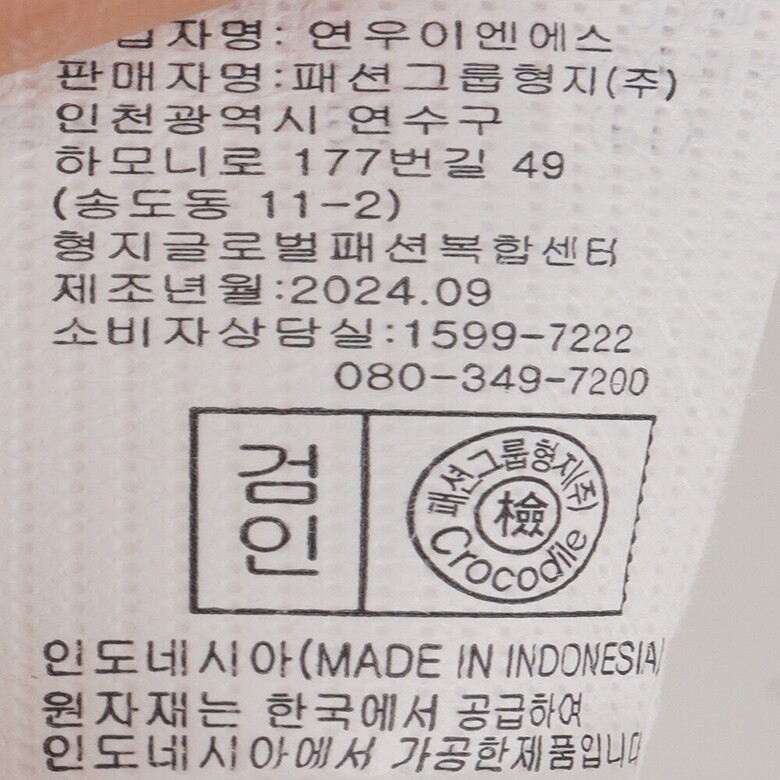 입자명: 연우이엔에스
판매자명:패션그룹형지(주)
인천광역시 연수구
하모니로 177번길 49
(송도동 11-2)
형지글로벌패션복합센터
제조년월:2024.09
소비자상담실:1599-7222
080-349-7200
검인
패션그룹형지(주)
檢
Crocodile
인도네시아(MADE IN INDONESIA)
원자재는 한국에서 공급하여
인도네시아에서 가공한제품입니다